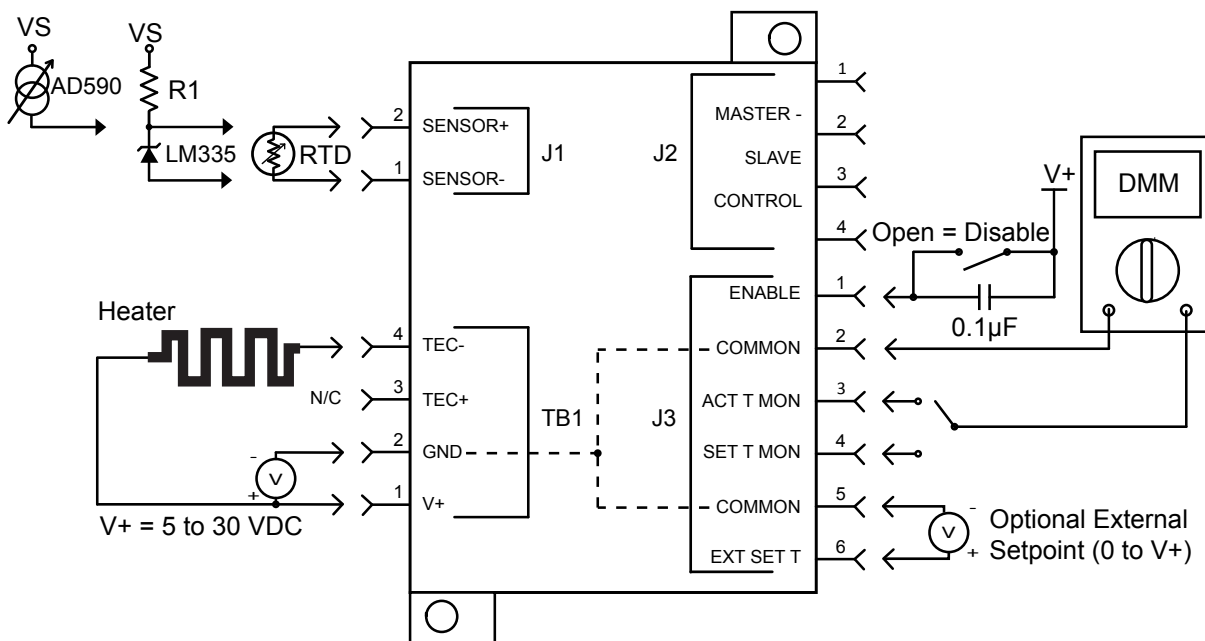 VS
AD590
VS
R1
LM335
RTD
2
SENSOR+
1
SENSOR-
J1
J2
MASTER -
SLAVE
CONTROL
1
2
3
4
Open = Disable
V+
0.1µF
DMM
Heater
4
TEC-
N/C
3
TEC+
2
GND
1
V+
TB1
-
V
+
V+ = 5 to 30 VDC
J3
ENABLE
1
COMMON
2
ACT T MON
3
SET T MON
4
COMMON
5
EXT SET T
6
-
V
+
Optional External
Setpoint (0 to V+)